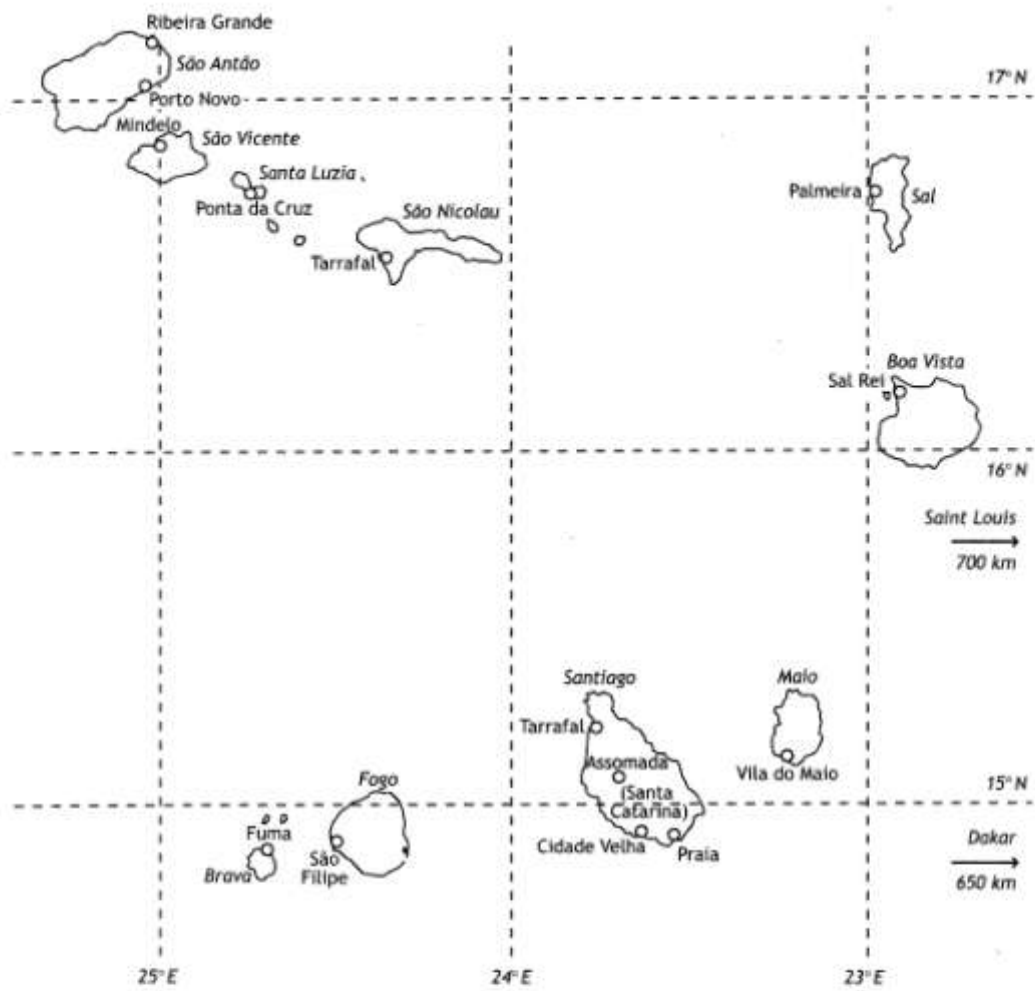 Ribeira Grande
São Antão
17° N
Porto Novo
Mindelo
São Vicente
Santa Luzia
Ponta da Cruz
São Nicolau
Tarrafal
Palmeira
Sal
Boa Vista
Sal Rei
16° N
Saint Louis
700 km
Santiago
Maio
Tarrafal
Assomada
(Santa
Catarina)
Vila do Maio
15° N
Fogo
Fuma
Brava
São
Filipe
Cidade Velha
Praia
Dakar
650 km
25° E
24° E
23° E